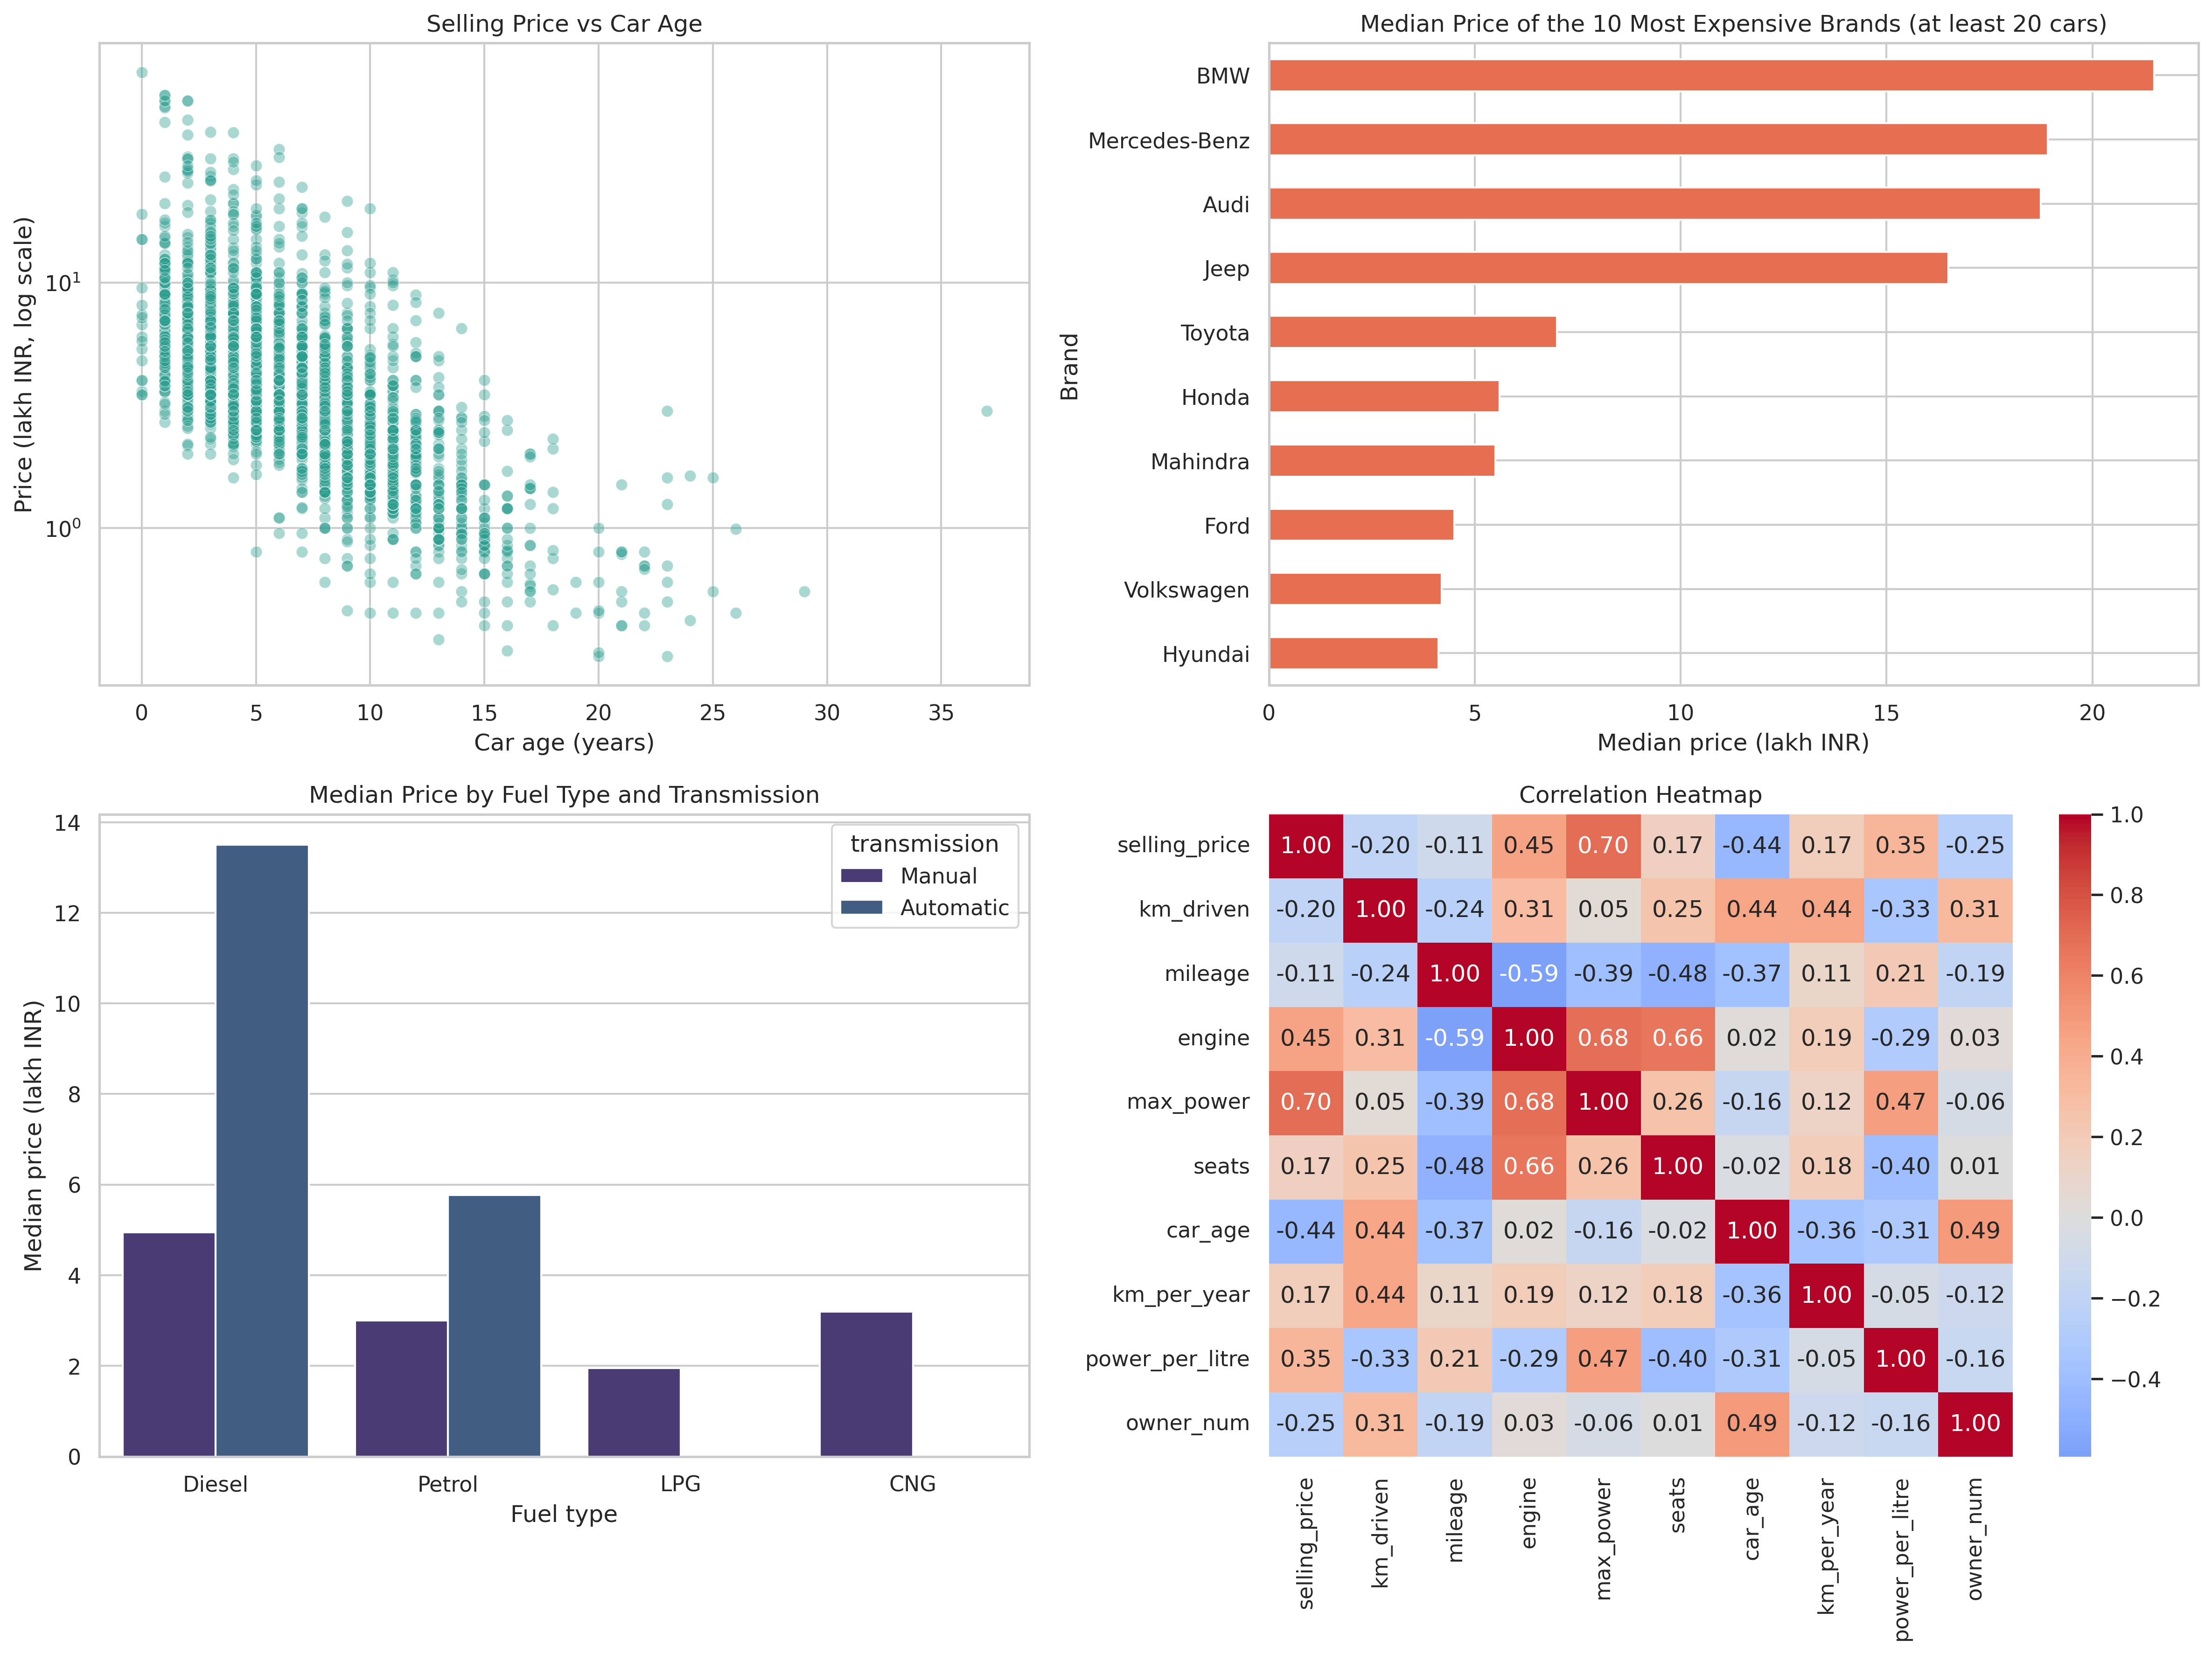 Selling Price vs Car Age
Price (lakh INR, log scale)
10¹
10⁰
0 5 10 15 20 25 30 35
Car age (years)
Median Price of the 10 Most Expensive Brands (at least 20 cars)
Brand
BMW
Mercedes-Benz
Audi
Jeep
Toyota
Honda
Mahindra
Ford
Volkswagen
Hyundai
0 5 10 15 20
Median price (lakh INR)
Median Price by Fuel Type and Transmission
Median price (lakh INR)
14
12
10
8
6
4
2
0
transmission
Manual
Automatic
Diesel Petrol LPG CNG
Fuel type
Correlation Heatmap
selling_price 1.00 -0.20 -0.11 0.45 0.70 0.17 -0.44 0.17 0.35 -0.25
km_driven -0.20 1.00 -0.24 0.31 0.05 0.25 0.44 0.44 -0.33 0.31
mileage -0.11 -0.24 1.00 -0.59 -0.39 -0.48 -0.37 0.11 0.21 -0.19
engine 0.45 0.31 -0.59 1.00 0.68 0.66 0.02 0.19 -0.29 0.03
max_power 0.70 0.05 -0.39 0.68 1.00 0.26 -0.16 0.12 0.47 -0.06
seats 0.17 0.25 -0.48 0.66 0.26 1.00 -0.02 0.18 -0.40 0.01
car_age -0.44 0.44 -0.37 0.02 -0.16 -0.02 1.00 -0.36 -0.31 0.49
km_per_year 0.17 0.44 0.11 0.19 0.12 0.18 -0.36 1.00 -0.05 -0.12
power_per_litre 0.35 -0.33 0.21 -0.29 0.47 -0.40 -0.31 -0.05 1.00 -0.16
owner_num -0.25 0.31 -0.19 0.03 -0.06 0.01 0.49 -0.12 -0.16 1.00
selling_price km_driven mileage engine max_power seats car_age km_per_year power_per_litre owner_num
1.0
0.8
0.6
0.4
0.2
0.0
−0.2
−0.4